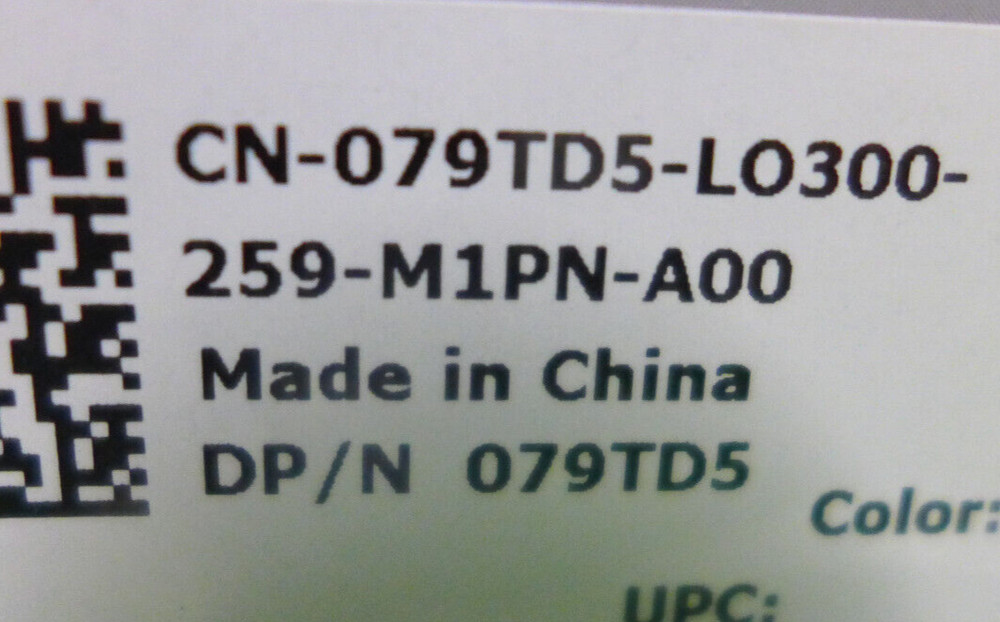 CN-079TD5-LO300-
259-M1PN-A00
Made in China
DP/N 079TD5
Color:
UPC: